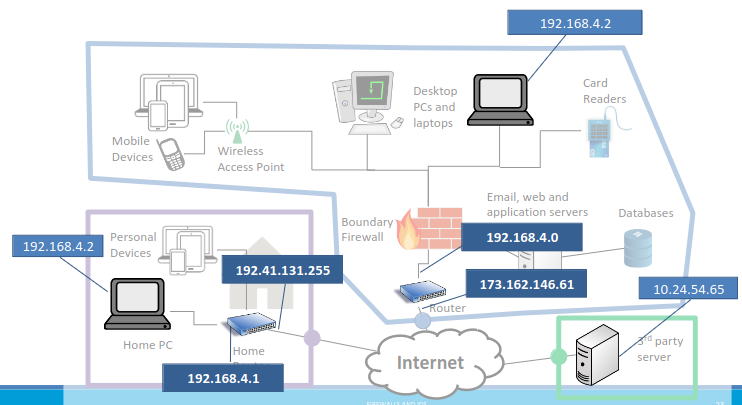 192.168.4.2
Card
Readers
Desktop
PCs and
laptops
Mobile
Devices
Wireless
Access Point
Email, web and
application servers
Databases
Boundary
Firewall
192.168.4.0
Personal
Devices
192.168.4.2
192.41.131.255
173.162.146.61
10.24.54.65
Router
Home PC
Home
3rd party
server
Internet
192.168.4.1
23